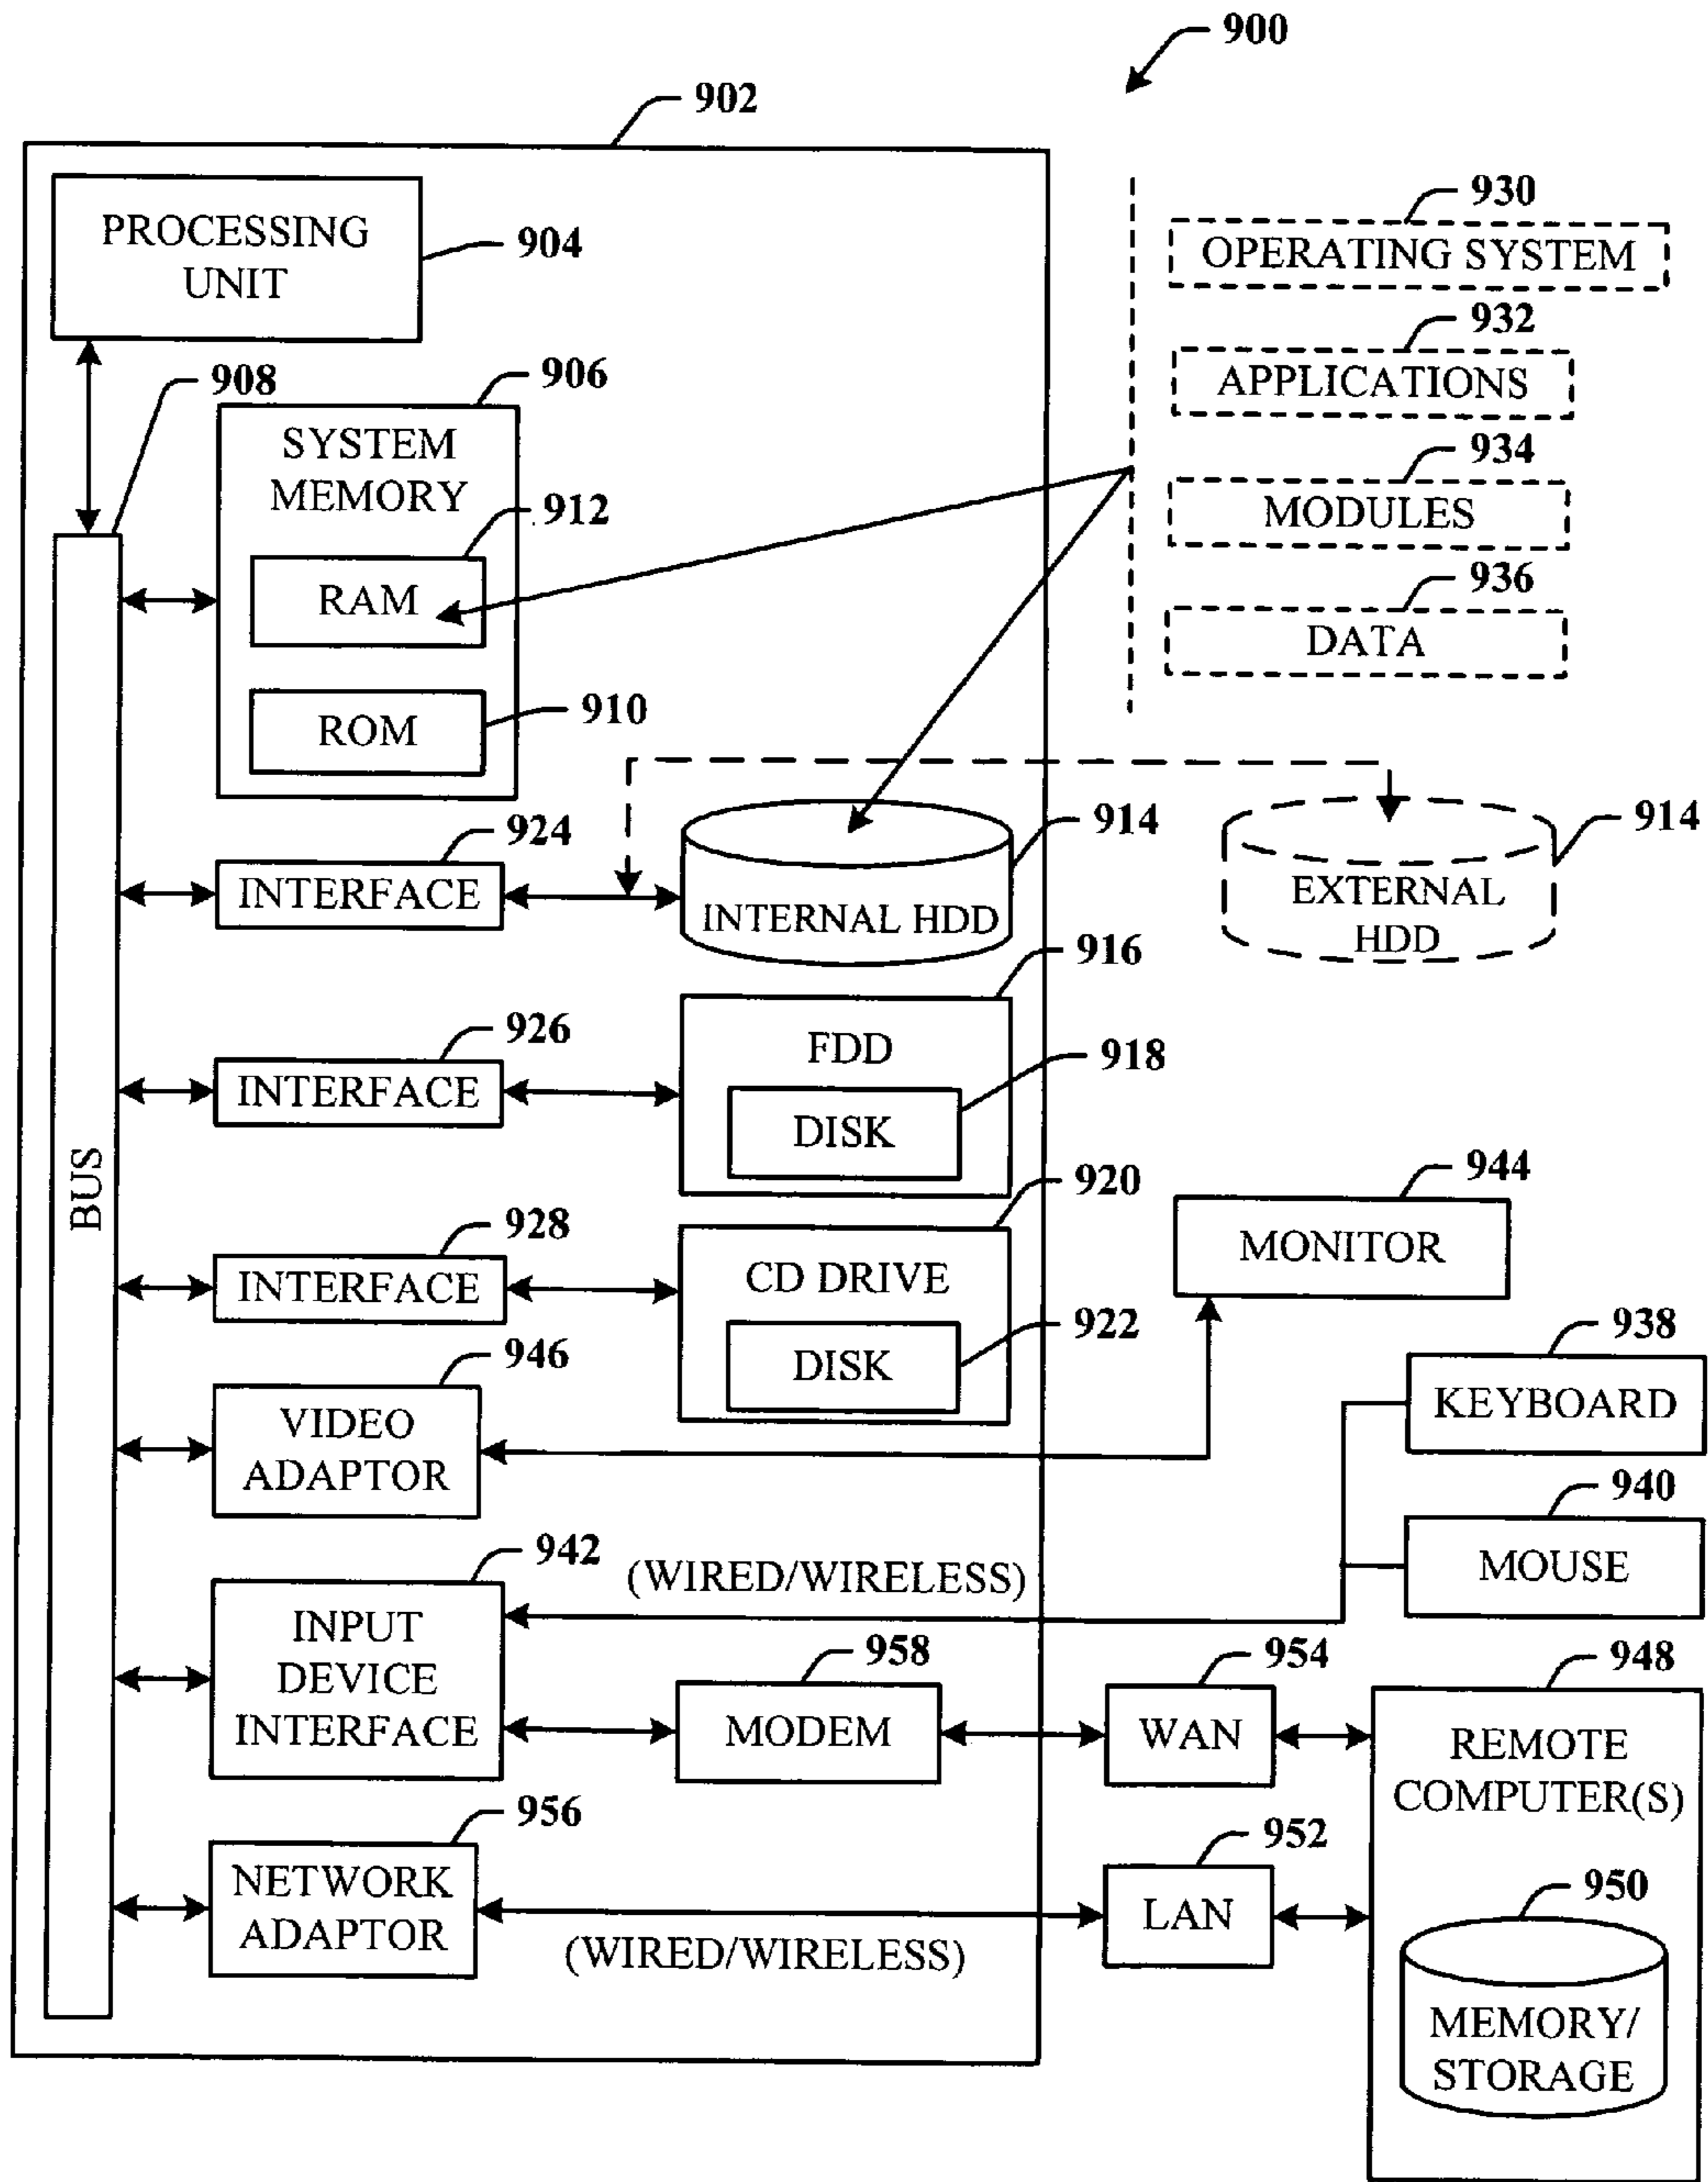 900
902
PROCESSING
UNIT
904
930
OPERATING SYSTEM
932
APPLICATIONS
934
MODULES
936
DATA
908
906
SYSTEM
MEMORY
912
RAM
910
ROM
BUS
924
INTERFACE
914
INTERNAL HDD
914
EXTERNAL
HDD
926
INTERFACE
916
FDD
918
DISK
928
INTERFACE
920
CD DRIVE
922
DISK
944
MONITOR
946
VIDEO
ADAPTOR
938
KEYBOARD
940
MOUSE
942
INPUT
DEVICE
INTERFACE
(WIRED/WIRELESS)
958
MODEM
954
WAN
948
REMOTE
COMPUTER(S)
956
NETWORK
ADAPTOR
(WIRED/WIRELESS)
952
LAN
950
MEMORY/
STORAGE